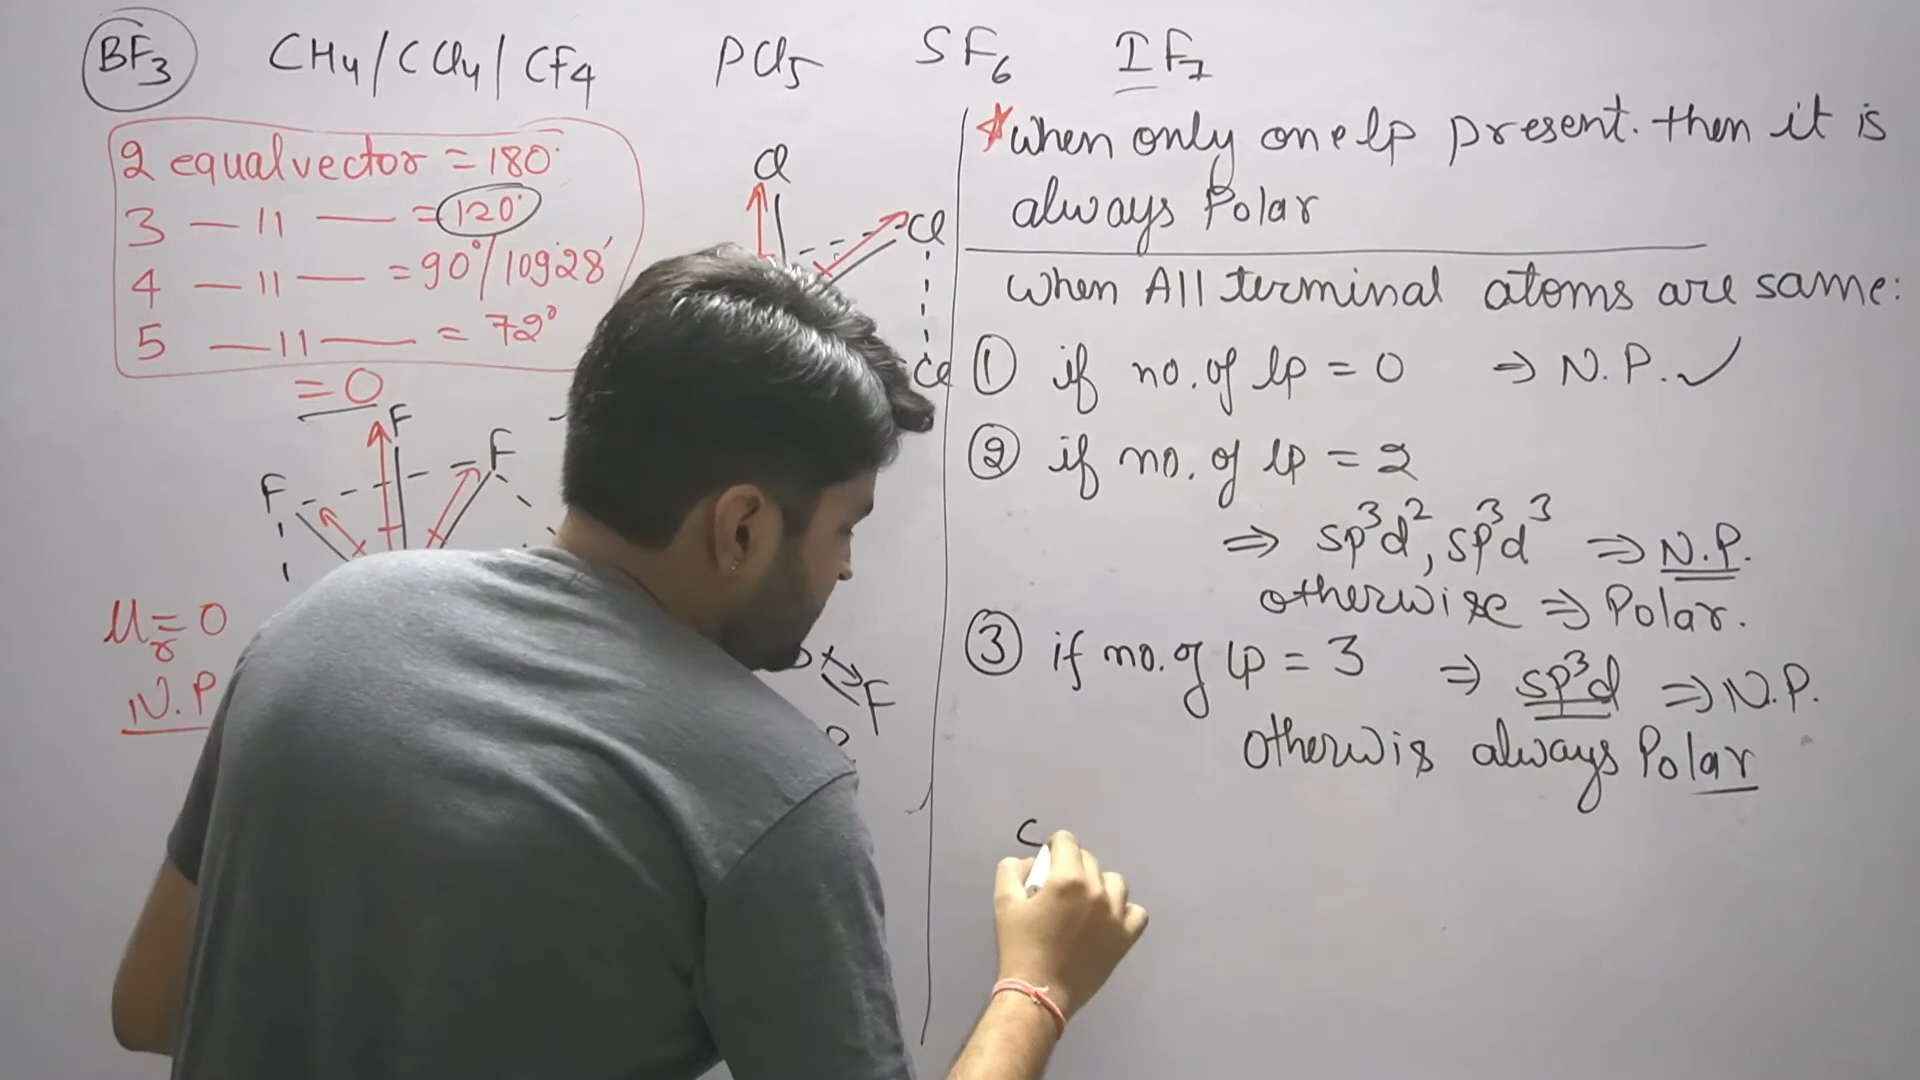 BF3 CH4/CCl4/CF4 PCl5 SF6 IF7
2 equal vector = 180°
3 — 11 — = 120°
4 — 11 — = 90°/109°28'
5 — 11 — = 72°
= 0
F
F
F
μr = 0
N.P
Cl
Cl
Cl
F
*when only one lp present. then it is
always Polar
when All terminal atoms are same:
① if no. of lp = 0 ⇒ N.P. ✓
② if no. of lp = 2
⇒ sp³d², sp³d³ ⇒ N.P.
otherwise ⇒ Polar.
③ if no. of lp = 3 ⇒ sp³d ⇒ N.P.
Otherwis always Polar